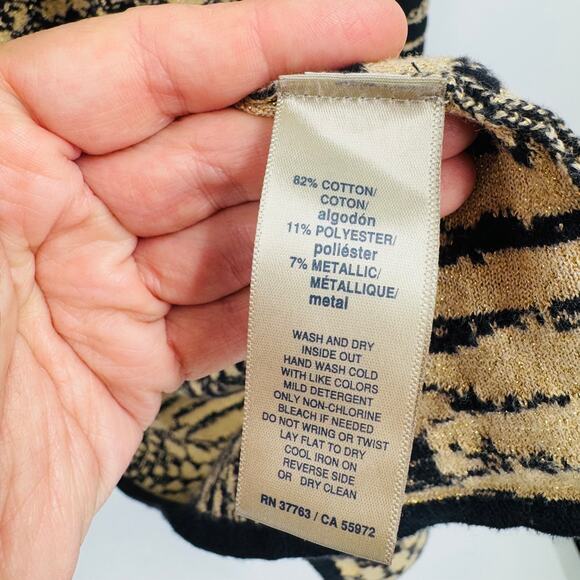 82% COTTON/
COTON/
algodón
11% POLYESTER/
poliéster
7% METALLIC/
MÉTALLIQUE/
metal
WASH AND DRY
INSIDE OUT
HAND WASH COLD
WITH LIKE COLORS
MILD DETERGENT
ONLY NON-CHLORINE
BLEACH IF NEEDED
DO NOT WRING OR TWIST
LAY FLAT TO DRY
COOL IRON ON
REVERSE SIDE
OR DRY CLEAN
RN 37763 / CA 55972